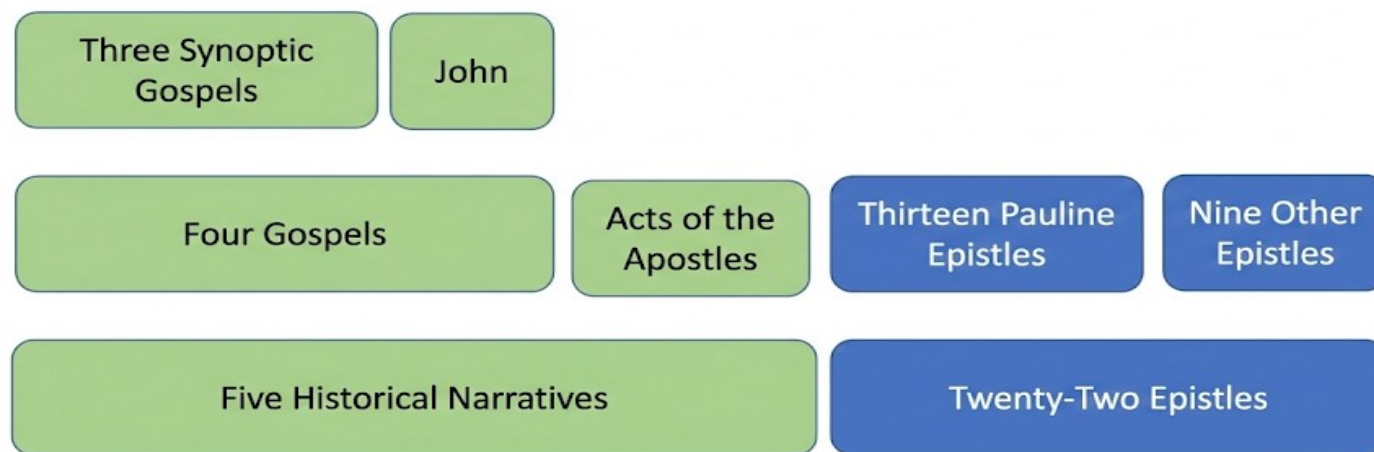 Three Synoptic
Gospels
John
Four Gospels
Acts of the
Apostles
Thirteen Pauline
Epistles
Nine Other
Epistles
Five Historical Narratives
Twenty-Two Epistles